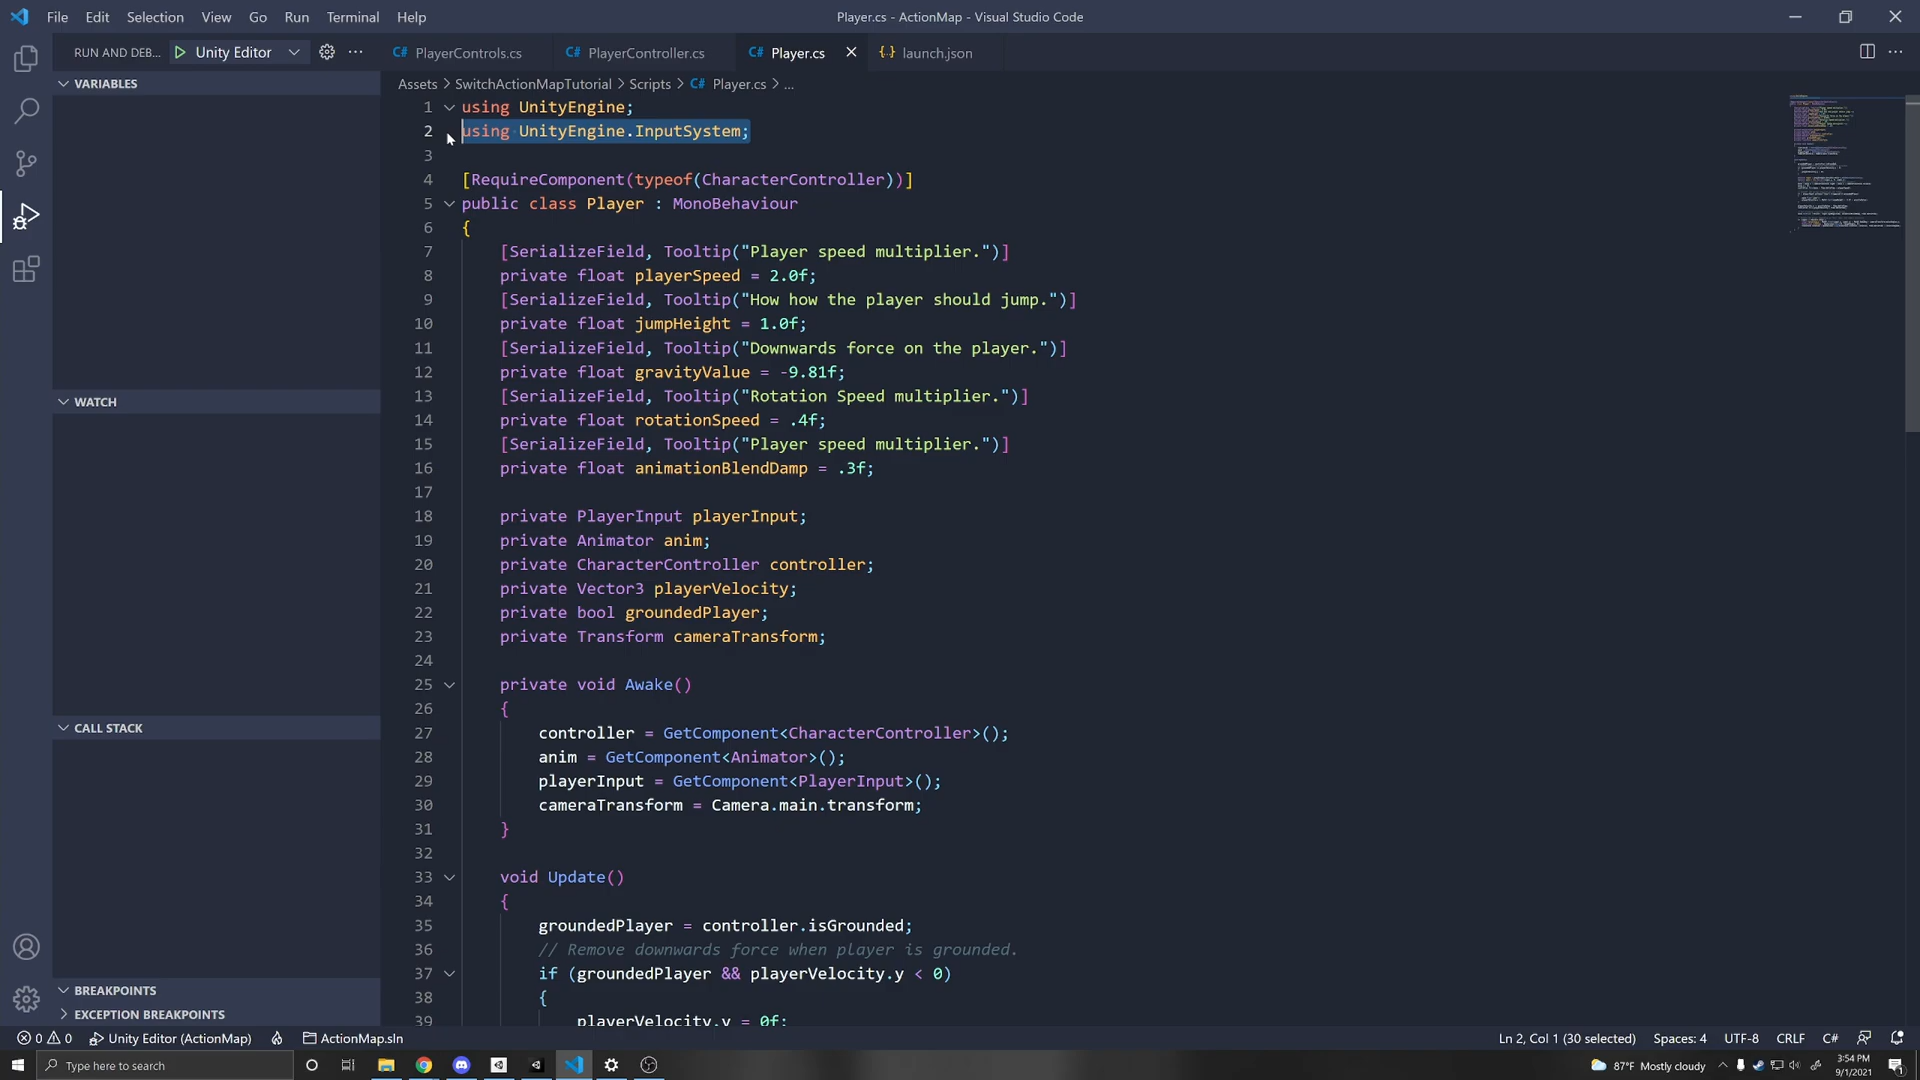 File Edit Selection View Go Run Terminal Help
Player.cs - ActionMap - Visual Studio Code
RUN AND DEB... Unity Editor
PlayerControls.cs PlayerController.cs Player.cs launch.json
VARIABLES
WATCH
CALL STACK
BREAKPOINTS
EXCEPTION BREAKPOINTS
Assets > SwitchActionMapTutorial > Scripts > Player.cs > ...
1 using UnityEngine;
2 using UnityEngine.InputSystem;
3
4 [RequireComponent(typeof(CharacterController))]
5 public class Player : MonoBehaviour
6 {
7 [SerializeField, Tooltip("Player speed multiplier.")]
8 private float playerSpeed = 2.0f;
9 [SerializeField, Tooltip("How how the player should jump.")]
10 private float jumpHeight = 1.0f;
11 [SerializeField, Tooltip("Downwards force on the player.")]
12 private float gravityValue = -9.81f;
13 [SerializeField, Tooltip("Rotation Speed multiplier.")]
14 private float rotationSpeed = .4f;
15 [SerializeField, Tooltip("Player speed multiplier.")]
16 private float animationBlendDamp = .3f;
17
18 private PlayerInput playerInput;
19 private Animator anim;
20 private CharacterController controller;
21 private Vector3 playerVelocity;
22 private bool groundedPlayer;
23 private Transform cameraTransform;
24
25 private void Awake()
26 {
27 controller = GetComponent<CharacterController>();
28 anim = GetComponent<Animator>();
29 playerInput = GetComponent<PlayerInput>();
30 cameraTransform = Camera.main.transform;
31 }
32
33 void Update()
34 {
35 groundedPlayer = controller.isGrounded;
36 // Remove downwards force when player is grounded.
37 if (groundedPlayer && playerVelocity.y < 0)
38 {
39 playerVelocity.y = 0f;
0 0 Unity Editor (ActionMap) ActionMap.sln
Ln 2, Col 1 (30 selected) Spaces: 4 UTF-8 CRLF C#
Type here to search
87°F Mostly cloudy
3:54 PM
9/1/2021